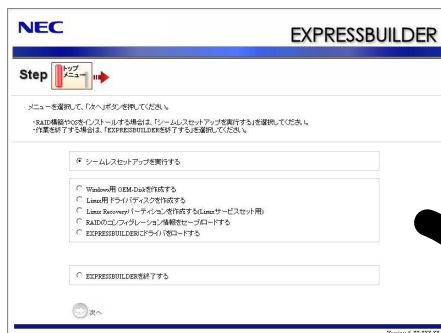 NEC
EXPRESSBUILDER
Step
トップ
メニュー
メニューを選択して、「次へ」ボタンを押してください。
・RAID構築やOSをインストールする場合は、「シームレスセットアップを実行する」を選択してください。
・作業を終了する場合は、「EXPRESSBUILDERを終了する」を選択してください。
シームレスセットアップを実行する
Windows用 OEM-Diskを作成する
Linux用 ドライバディスクを作成する
Linux Recoveryパーティションを作成する(Linuxサービスセット用)
RAIDのコンフィグレーション情報をセーブ/ロードする
EXPRESSBUILDERにドライバをロードする
EXPRESSBUILDERを終了する
次へ